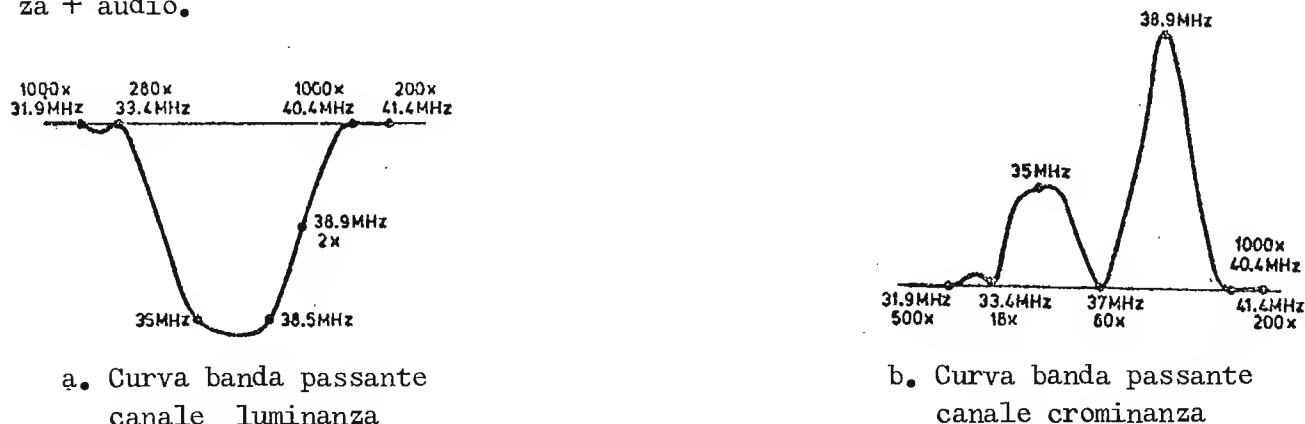 za + audio.
38.9MHz
1000x 280x 1000x 200x
31.9MHz 33.4MHz 40.4MHz 41.4MHz
35MHz
38.9MHz
2x
1000x
40.4MHz
31.9MHz 33.4MHz 37MHz 41.4MHz
500x 18x 60x 200x
35MHz 38.5MHz
a. Curva banda passante
canale luminanza
b. Curva banda passante
canale crominanza